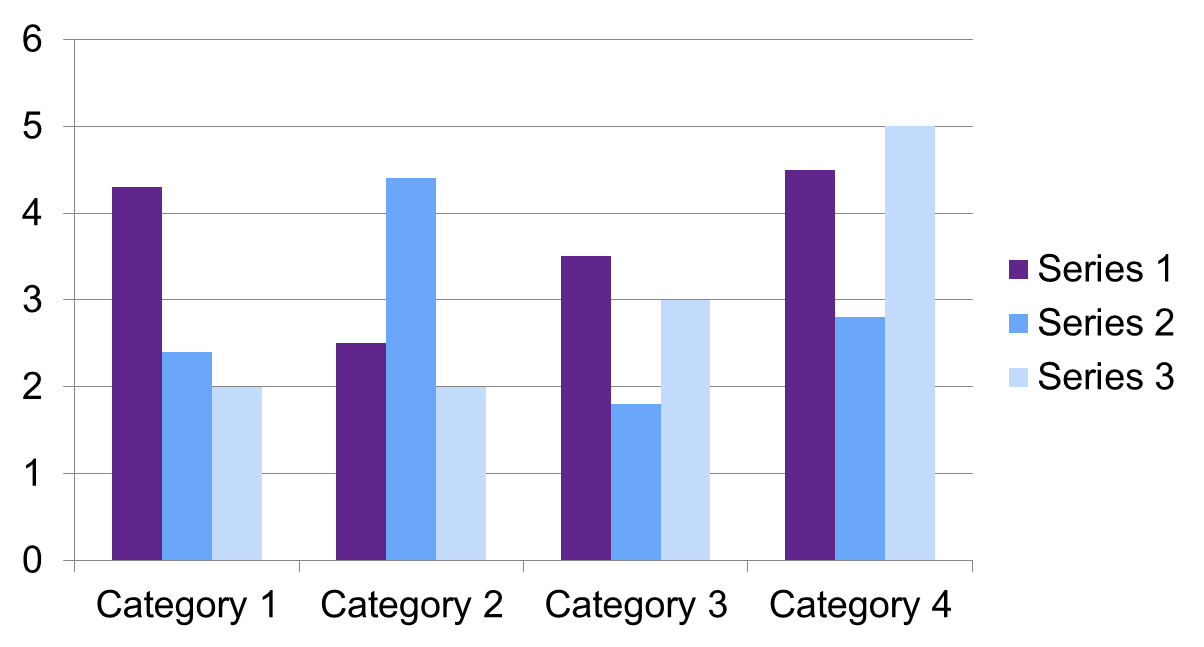 6
5
4
3
2
1
0
Category 1
Category 2
Category 3
Category 4
Series 1
Series 2
Series 3